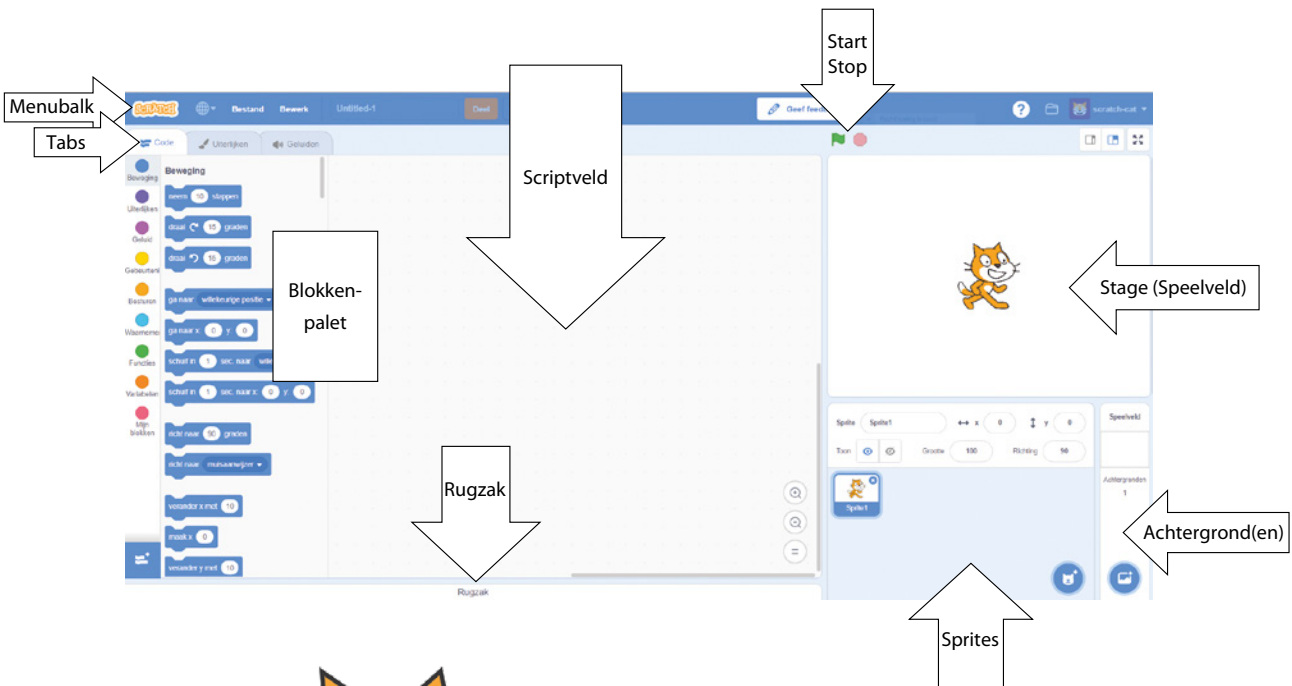 Start
Stop
Menubalk
SCRATCH
Bestand Bewerk Untitled-1 Deel
Geef feed
scratch-cat
Tabs
Code Uiterlijken Geluiden
Scriptveld
Beweging
Beweging
neem 10 stappen
Uiterlijken
draai 15 graden
Geluid
draai 15 graden
Gebeurten
Blokken-
palet
Besturen
ga naar willekeurige positie
Waarneme
ga naar x: 0 y: 0
Functies
schuif in 1 sec. naar wille
Variabelen
schuif in 1 sec. naar x: 0 y: 0
Mijn
blokken
richt naar 90 graden
richt naar muisaanwijzer
verander x met 10
maak x 0
verander y met 10
Stage (Speelveld)
Sprite Sprite1 x 0 y 0
Speelveld
Toon Grootte 100 Richting 90
Sprite1
Achtergronden
1
Achtergrond(en)
Rugzak
Rugzak
Sprites